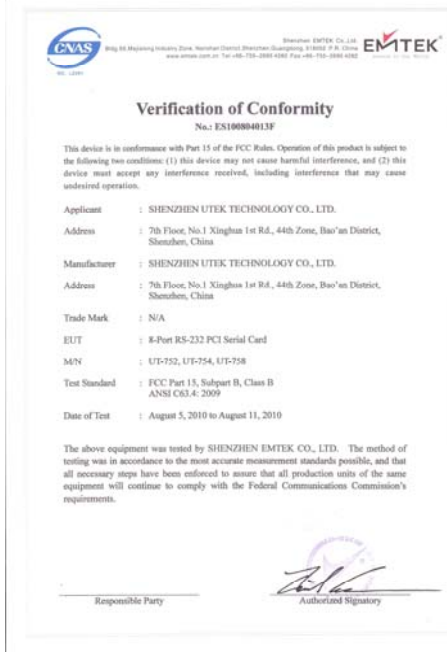 CNAS
Shenzhen EMTEK Co., Ltd.
EMTEK
Verification of Conformity
No.: ES100804013F
This device is in conformance with Part 15 of the FCC Rules. Operation of this product is subject to
the following two conditions: (1) this device may not cause harmful interference, and (2) this
device must accept any interference received, including interference that may cause
undesired operation.
Applicant : SHENZHEN UTEK TECHNOLOGY CO., LTD.
Address : 7th Floor, No.1 Xinghua 1st Rd., 44th Zone, Bao'an District,
Shenzhen, China
Manufacturer : SHENZHEN UTEK TECHNOLOGY CO., LTD.
Address : 7th Floor, No.1 Xinghua 1st Rd., 44th Zone, Bao'an District,
Shenzhen, China
Trade Mark : N/A
EUT : 8-Port RS-232 PCI Serial Card
M/N : UT-752, UT-754, UT-758
Test Standard : FCC Part 15, Subpart B, Class B
ANSI C63.4: 2009
Date of Test : August 5, 2010 to August 11, 2010
The above equipment was tested by SHENZHEN EMTEK CO., LTD. The method of
testing was in accordance to the most accurate measurement standards possible, and that
all necessary steps have been enforced to assure that all production units of the same
equipment will continue to comply with the Federal Communications Commission's
requirements.
Responsible Party
Authorized Signatory